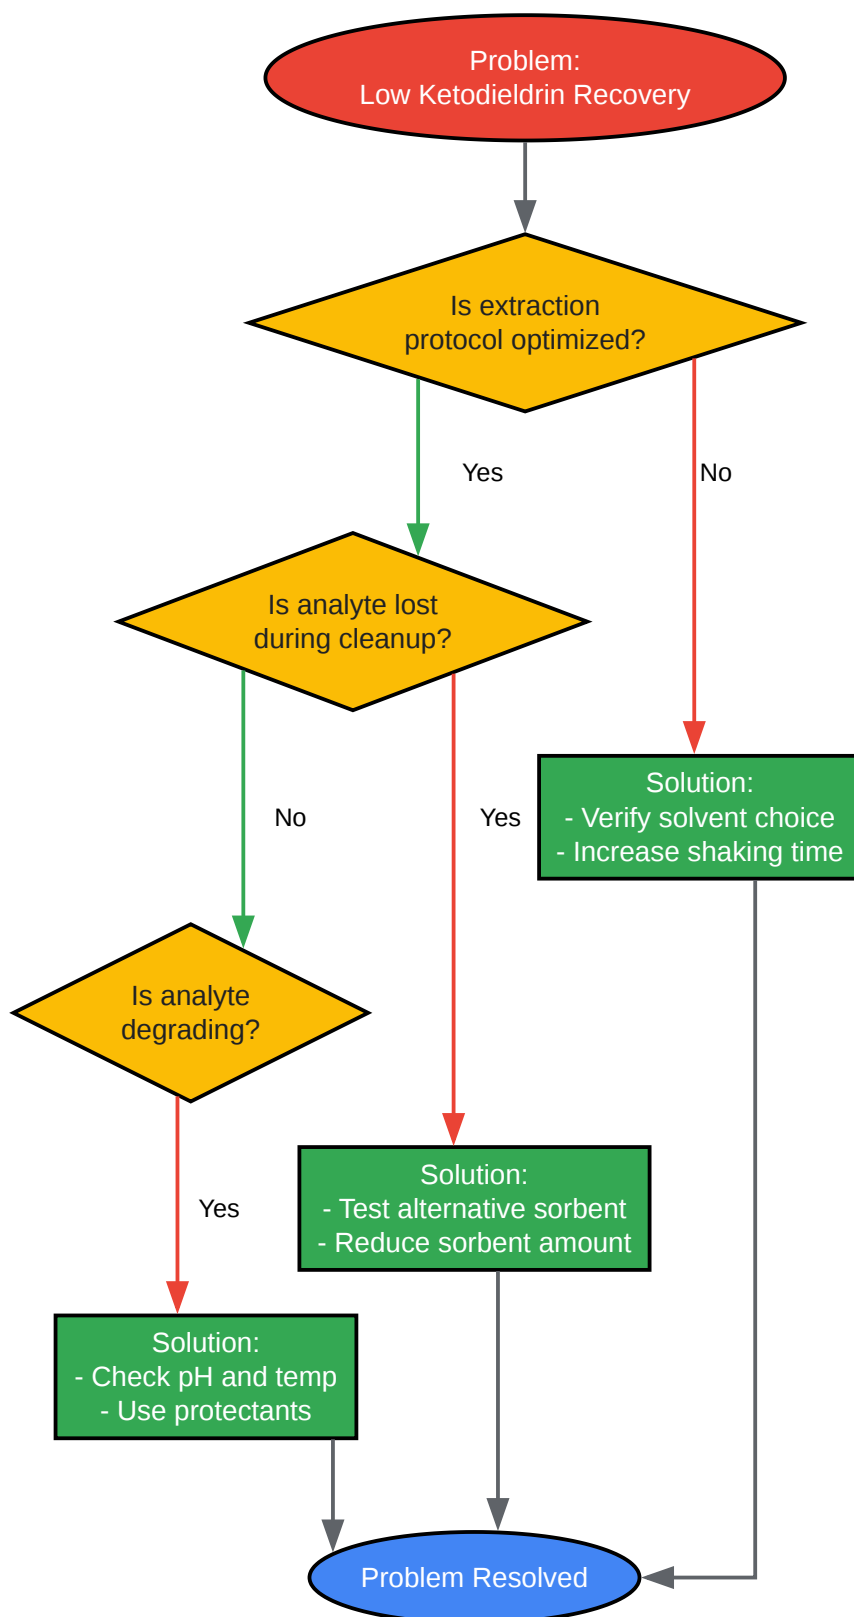 Problem:
Low Ketodieldrin Recovery
Is extraction
protocol optimized?
Yes
No
Is analyte lost
during cleanup?
Solution:
- Verify solvent choice
- Increase shaking time
No
Yes
Is analyte
degrading?
Solution:
- Test alternative sorbent
- Reduce sorbent amount
Yes
Solution:
- Check pH and temp
- Use protectants
Problem Resolved